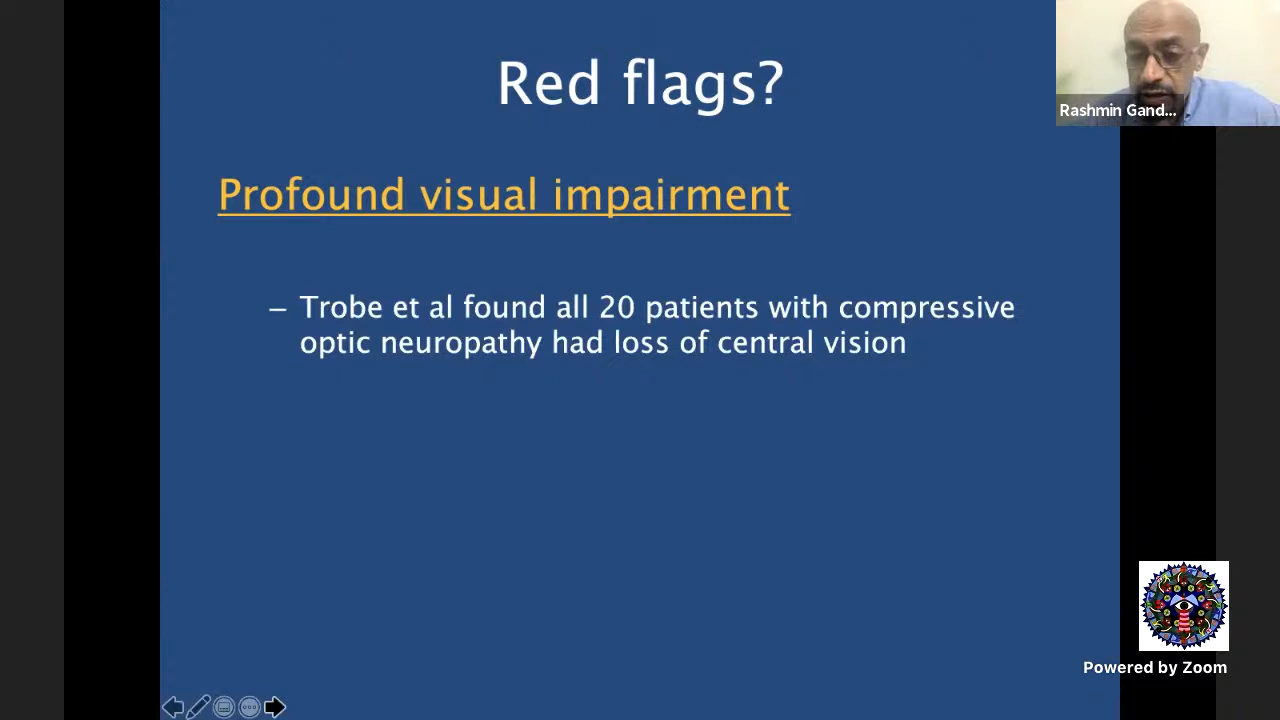 Red flags?
Rashmin Gand...
Profound visual impairment
– Trobe et al found all 20 patients with compressive
optic neuropathy had loss of central vision
Powered by Zoom